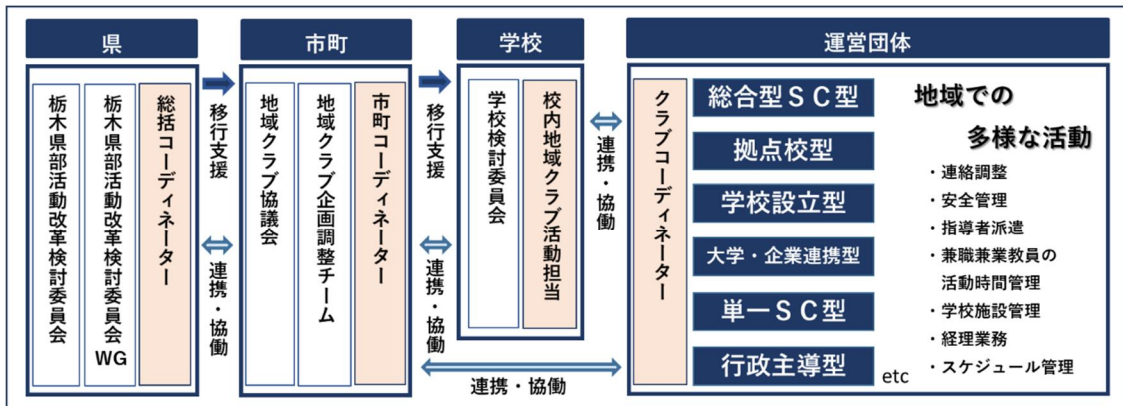 県
市町
学校
運営団体
栃木県部活動改革検討委員会
栃木県部活動改革検討委員会WG
総括コーディネーター
移行支援
連携・協働
地域クラブ協議会
地域クラブ企画調整チーム
市町コーディネーター
移行支援
連携・協働
学校検討委員会
校内地域クラブ活動担当
連携・協働
クラブコーディネーター
総合型SC型
拠点校型
学校設立型
大学・企業連携型
単一SC型
行政主導型
etc
地域での
多様な活動
・連絡調整
・安全管理
・指導者派遣
・兼職兼業教員の
活動時間管理
・学校施設管理
・経理業務
・スケジュール管理
連携・協働